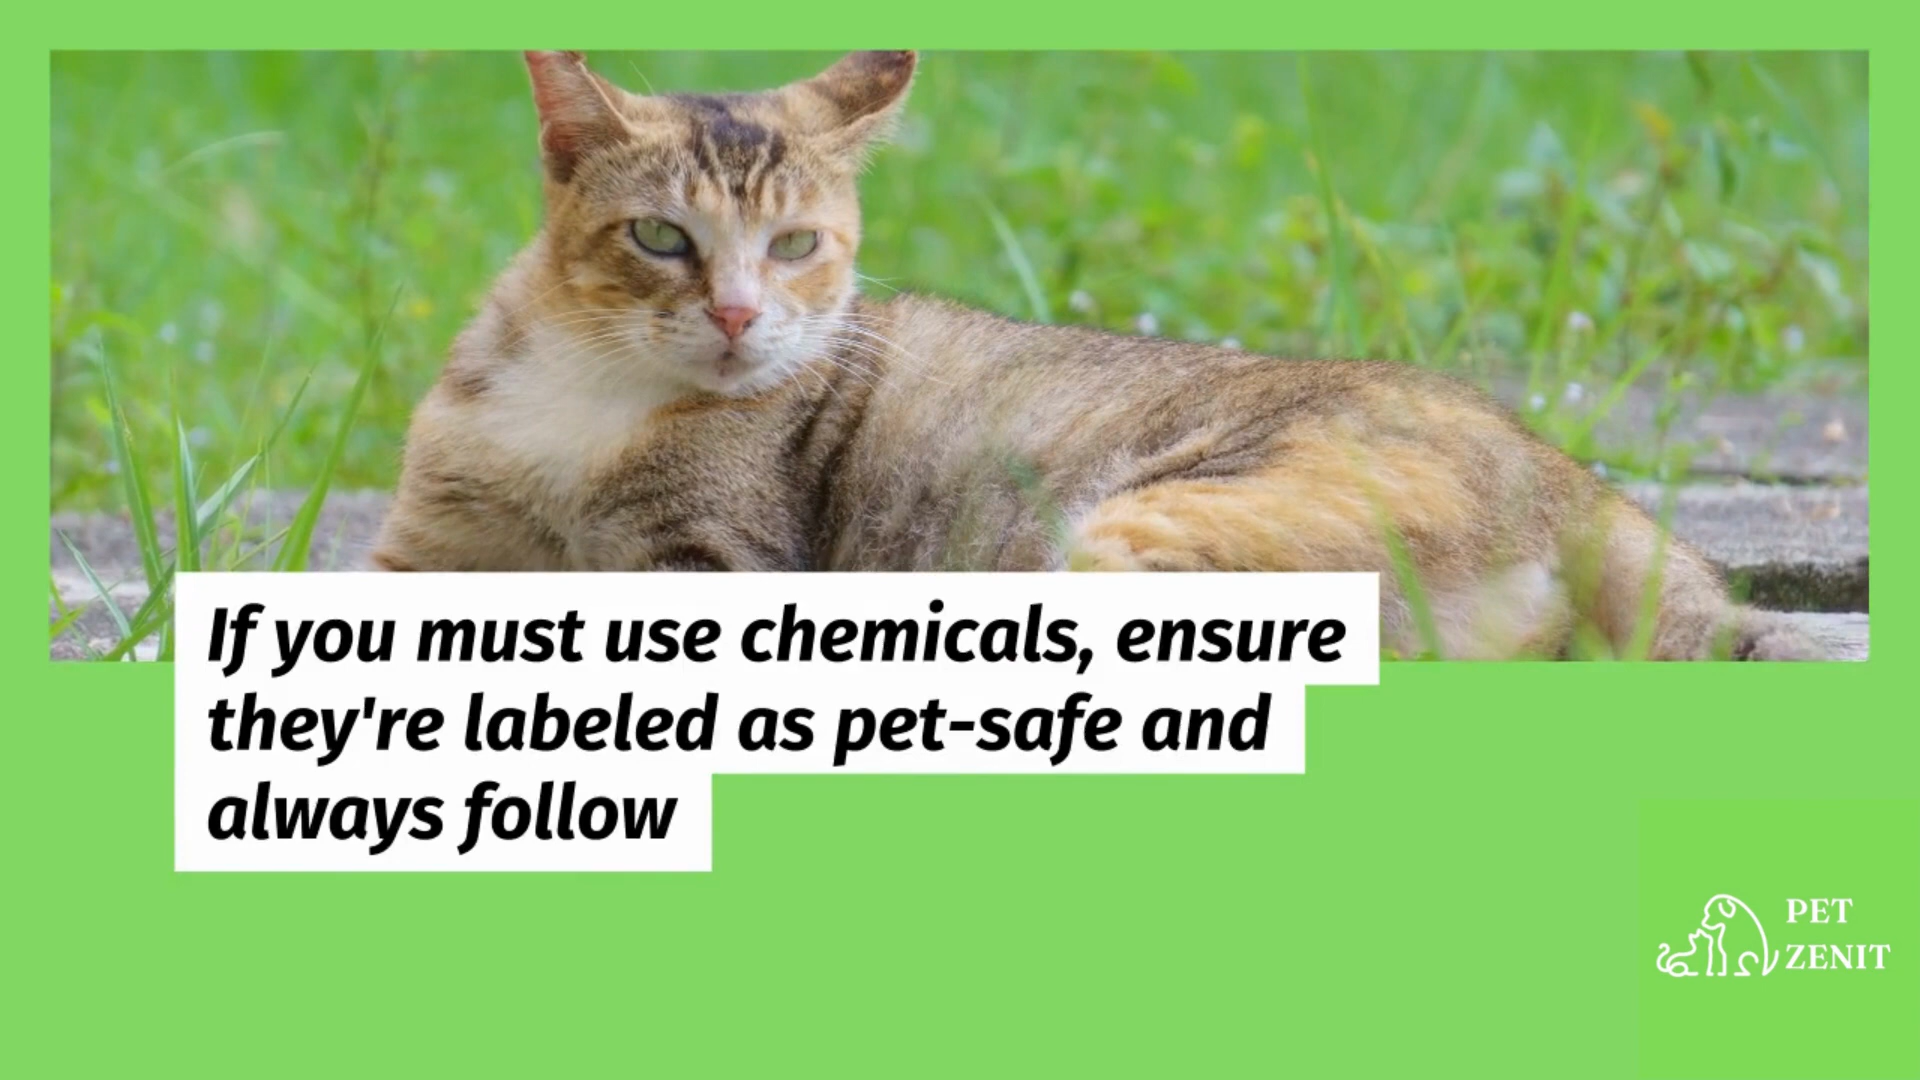 If you must use chemicals, ensure
they're labeled as pet-safe and
always follow
PET
ZENIT